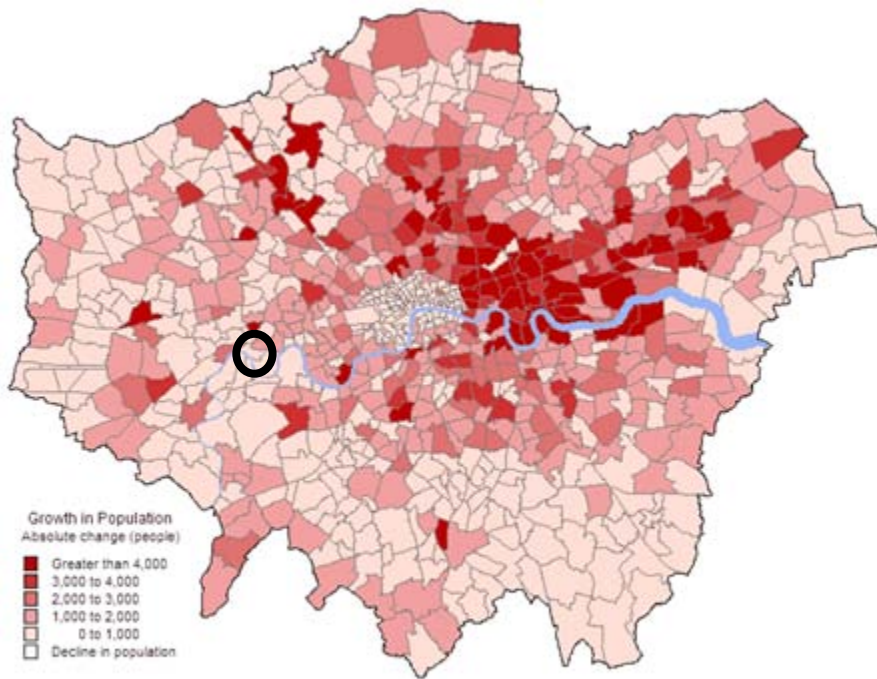 Growth in Population
Absolute change (people)
Greater than 4,000
3,000 to 4,000
2,000 to 3,000
1,000 to 2,000
0 to 1,000
Decline in population